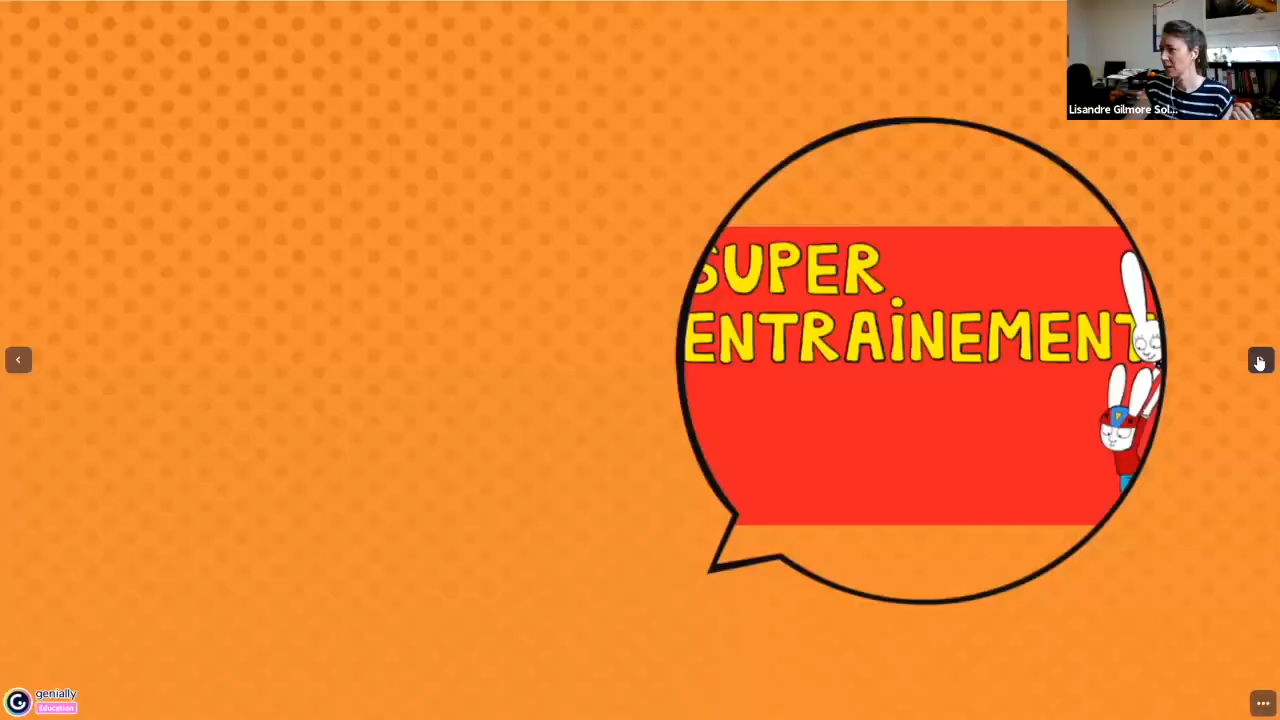 Lisandre Gilmore Sol...
SUPER
ENTRAiNEMENT
genially
Education